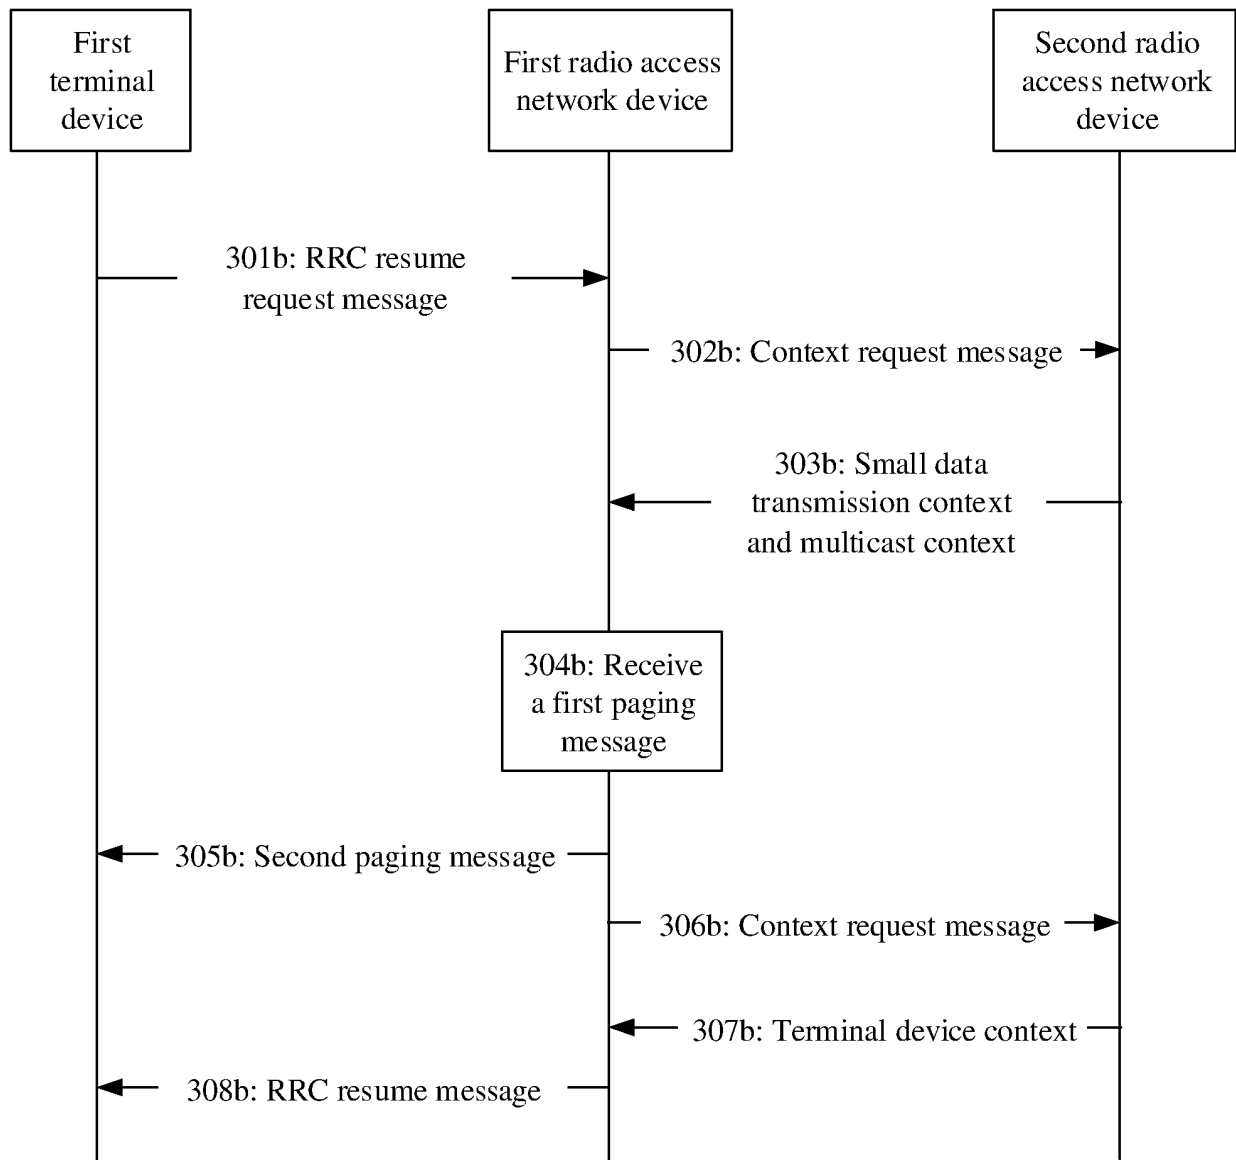 First
terminal
device
First radio access
network device
Second radio
access network
device
301b: RRC resume
request message
302b: Context request message
303b: Small data
transmission context
and multicast context
304b: Receive
a first paging
message
305b: Second paging message
306b: Context request message
307b: Terminal device context
308b: RRC resume message